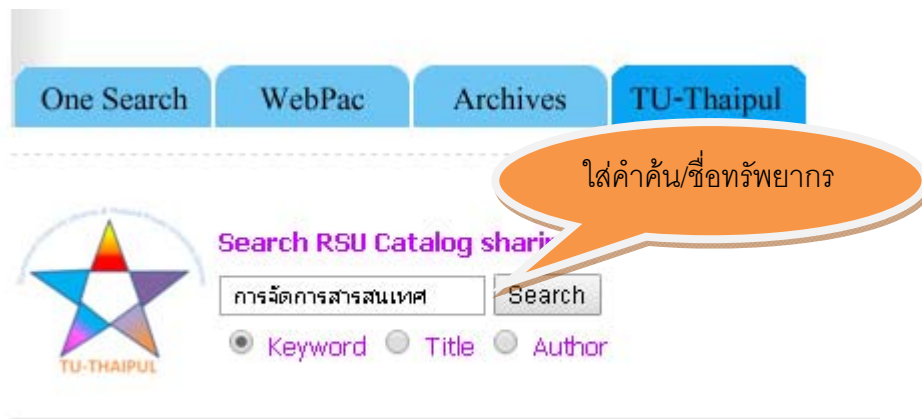 One Search WebPac Archives TU-Thaipul
ใส่คำค้น/ชื่อทรัพยากร
Search RSU Catalog
การจัดการสารสนเทศ Search
Keyword Title Author
TU-THAIPUL